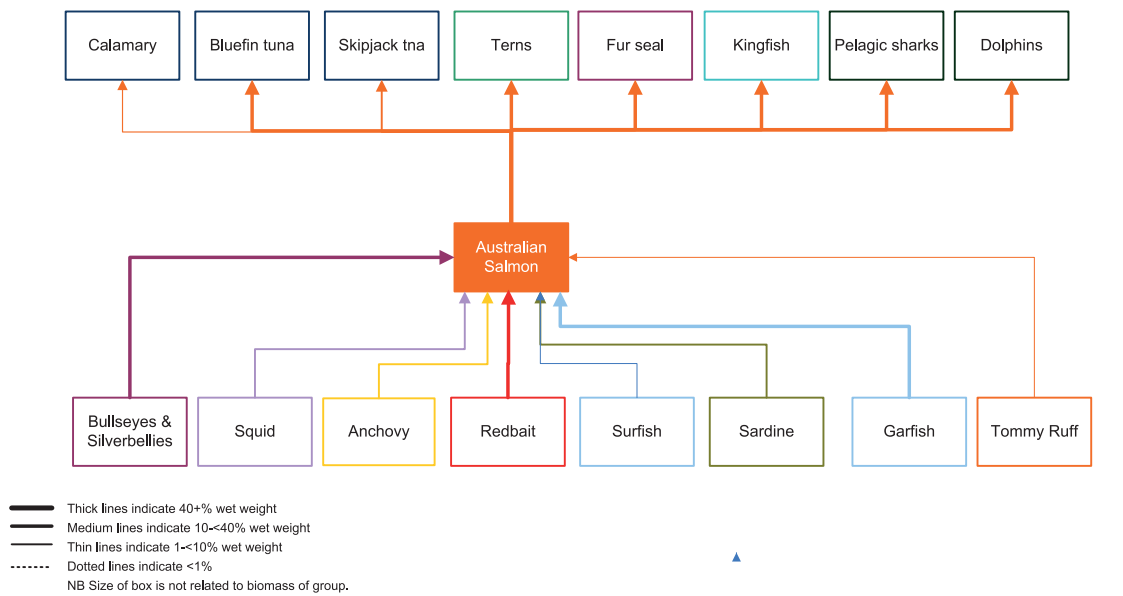 Calamary
Bluefin tuna
Skipjack tna
Terns
Fur seal
Kingfish
Pelagic sharks
Dolphins
Australian
Salmon
Bullseyes &
Silverbellies
Squid
Anchovy
Redbait
Surfish
Sardine
Garfish
Tommy Ruff
Thick lines indicate 40+% wet weight
Medium lines indicate 10-<40% wet weight
Thin lines indicate 1-<10% wet weight
Dotted lines indicate <1%
NB Size of box is not related to biomass of group.